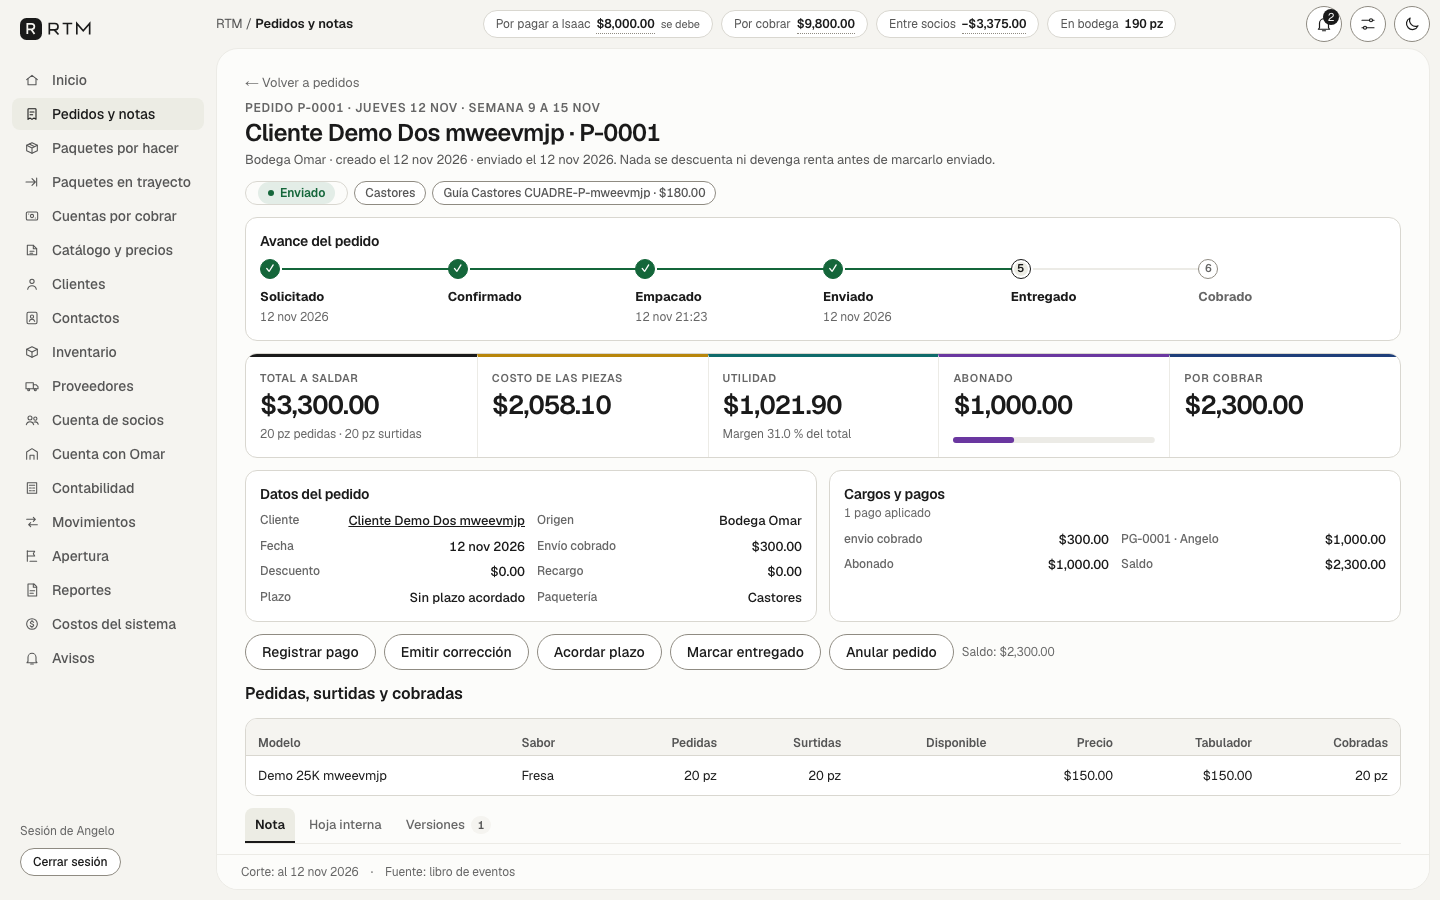 R RTM
RTM / Pedidos y notas
Por pagar a Isaac $8,000.00 se debe
Por cobrar $9,800.00
Entre socios −$3,375.00
En bodega 190 pz
2
Inicio
Pedidos y notas
Paquetes por hacer
Paquetes en trayecto
Cuentas por cobrar
Catálogo y precios
Clientes
Contactos
Inventario
Proveedores
Cuenta de socios
Cuenta con Omar
Contabilidad
Movimientos
Apertura
Reportes
Costos del sistema
Avisos
Sesión de Angelo
Cerrar sesión
← Volver a pedidos
PEDIDO P-0001 · JUEVES 12 NOV · SEMANA 9 A 15 NOV
Cliente Demo Dos mweevmjp · P-0001
Bodega Omar · creado el 12 nov 2026 · enviado el 12 nov 2026. Nada se descuenta ni devenga renta antes de marcarlo enviado.
Enviado
Castores
Guía Castores CUADRE-P-mweevmjp · $180.00
Avance del pedido
5 6
Solicitado Confirmado Empacado Enviado Entregado Cobrado
12 nov 2026 12 nov 21:23 12 nov 2026
TOTAL A SALDAR COSTO DE LAS PIEZAS UTILIDAD ABONADO POR COBRAR
$3,300.00 $2,058.10 $1,021.90 $1,000.00 $2,300.00
20 pz pedidas · 20 pz surtidas Margen 31.0 % del total
Datos del pedido
Cliente Cliente Demo Dos mweevmjp Origen Bodega Omar
Fecha 12 nov 2026 Envío cobrado $300.00
Descuento $0.00 Recargo $0.00
Plazo Sin plazo acordado Paquetería Castores
Cargos y pagos
1 pago aplicado
envio cobrado $300.00 PG-0001 · Angelo $1,000.00
Abonado $1,000.00 Saldo $2,300.00
Registrar pago Emitir corrección Acordar plazo Marcar entregado Anular pedido Saldo: $2,300.00
Pedidas, surtidas y cobradas
Modelo Sabor Pedidas Surtidas Disponible Precio Tabulador Cobradas
Demo 25K mweevmjp Fresa 20 pz 20 pz $150.00 $150.00 20 pz
Nota Hoja interna Versiones 1
Corte: al 12 nov 2026 · Fuente: libro de eventos